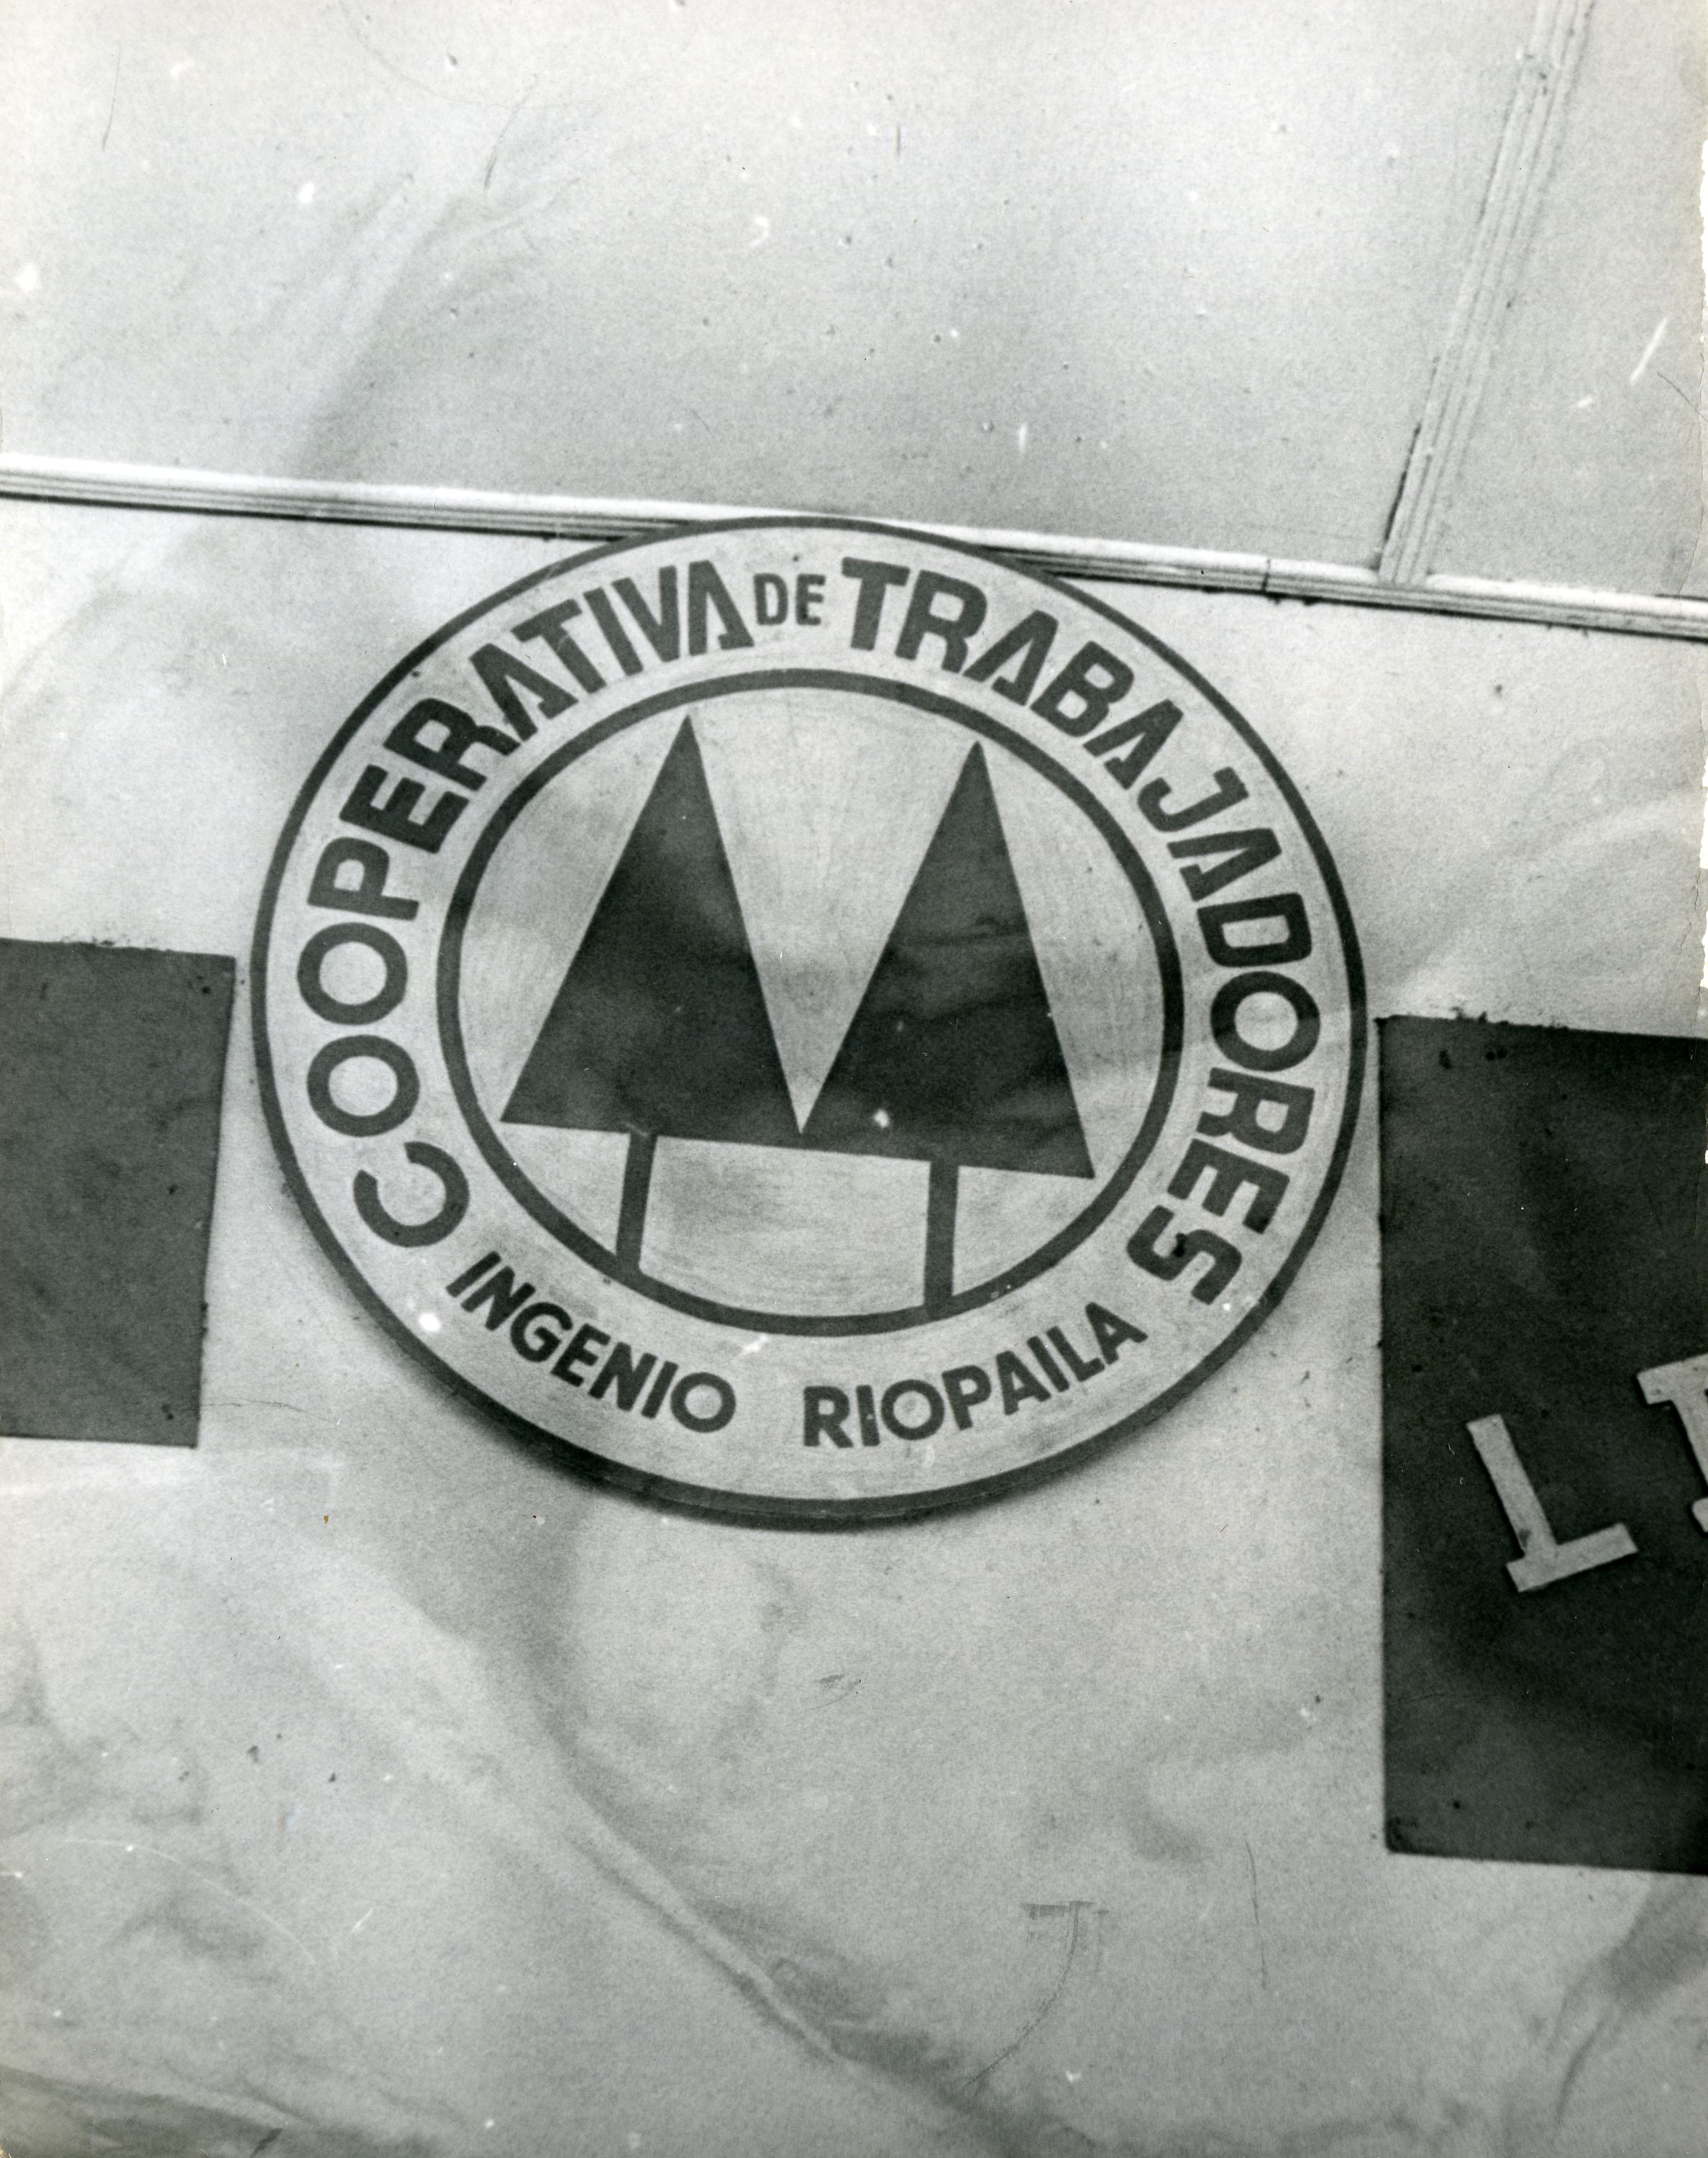 COOPERATIVA DE TRABAJADORES
INGENIO RIOPAILA
L